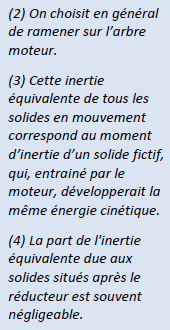 (2) On choisit en général
de ramener sur l’arbre
moteur.
(3) Cette inertie
équivalente de tous les
solides en mouvement
correspond au moment
d’inertie d’un solide fictif,
qui, entrainé par le
moteur, développerait la
même énergie cinétique.
(4) La part de l'inertie
équivalente due aux
solides situés après le
réducteur est souvent
négligeable.